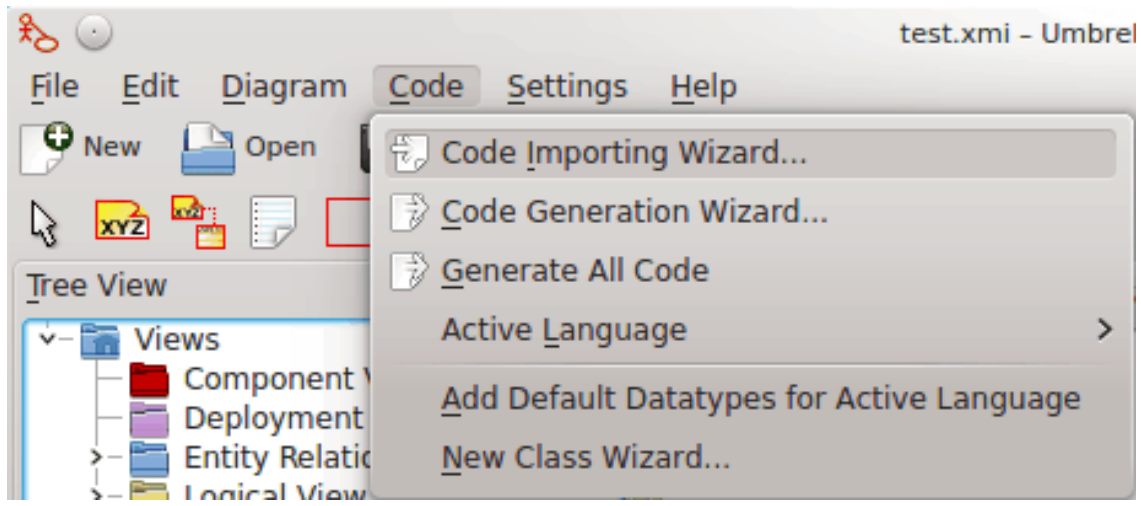 test.xmi – Umbrel
File Edit Diagram Code Settings Help
New Open
XYZ
Code Importing Wizard...
Code Generation Wizard...
Generate All Code
Active Language
Add Default Datatypes for Active Language
New Class Wizard...
Tree View
Views
Component
Deployment
Entity Relatio
Logical View